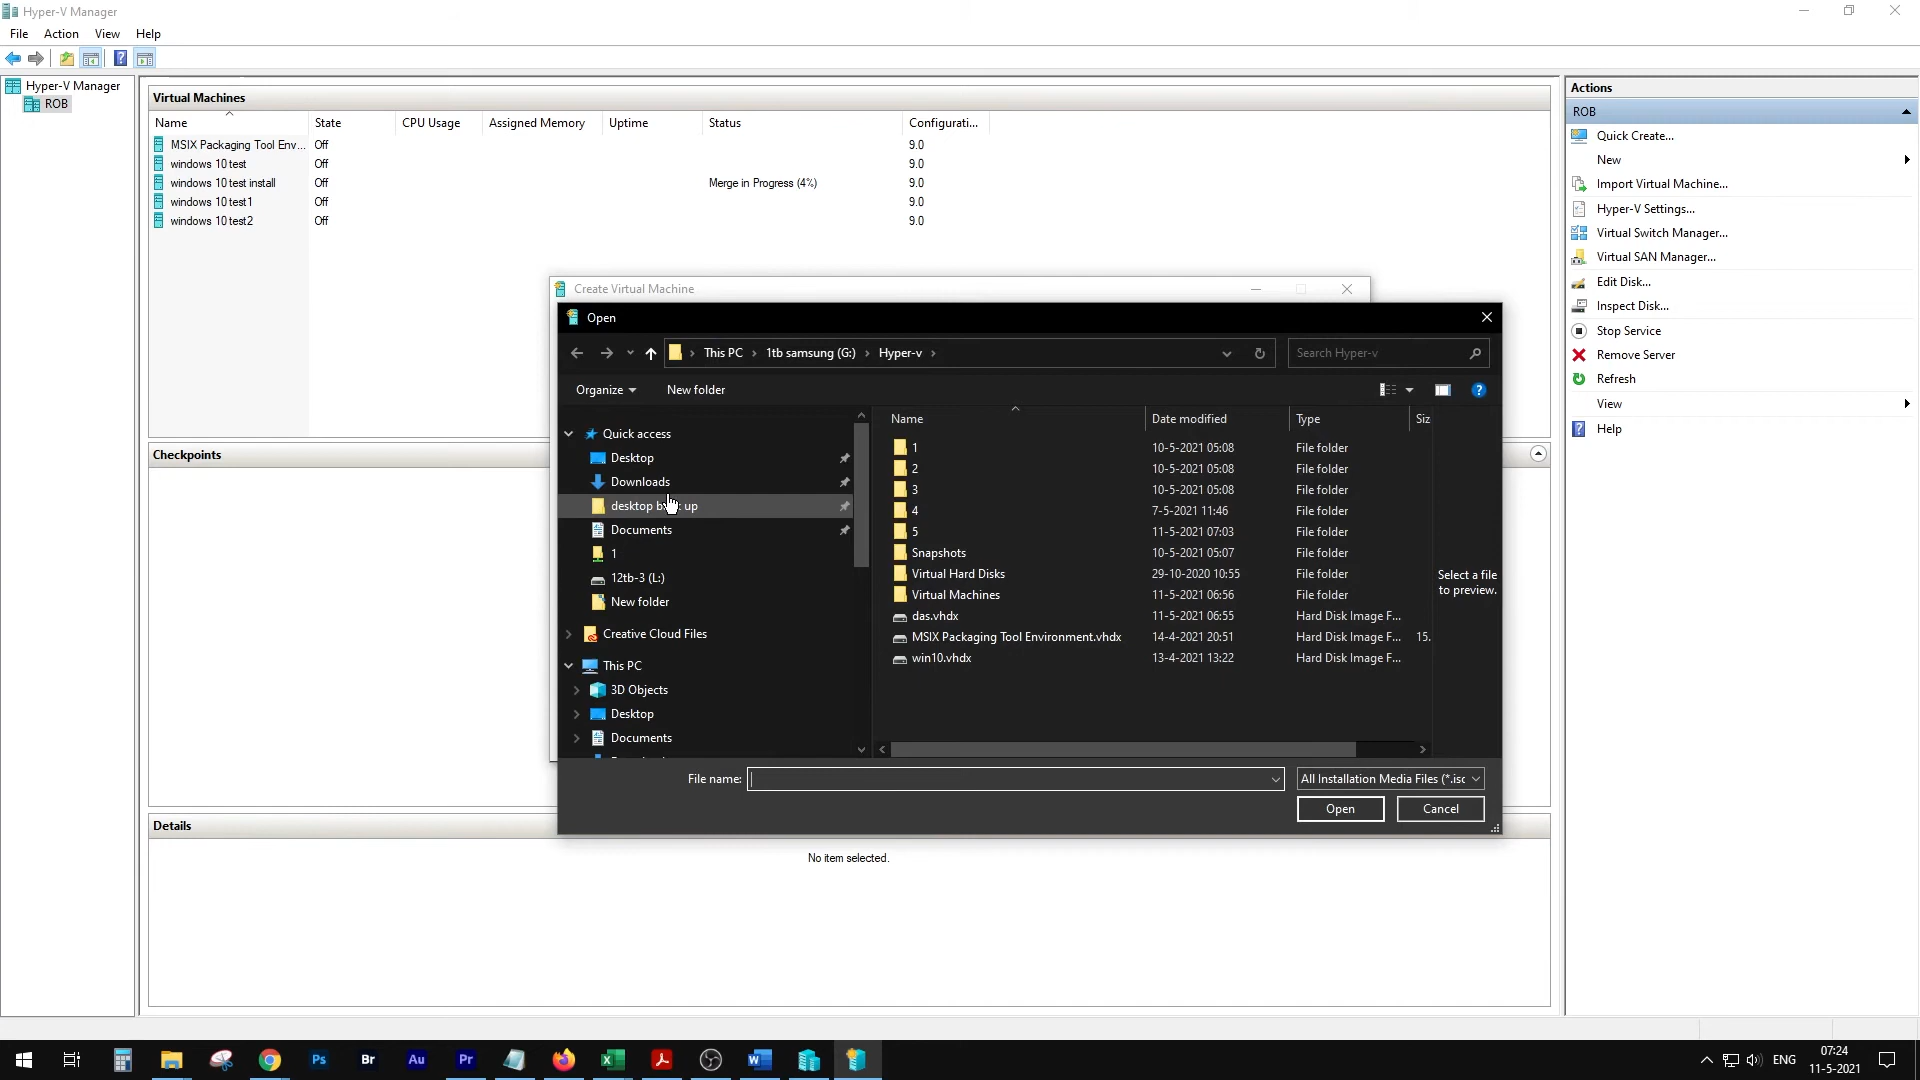 Hyper-V Manager
File Action View Help
Hyper-V Manager
ROB
Virtual Machines
Name State CPU Usage Assigned Memory Uptime Status Configurati...
MSIX Packaging Tool Env... Off 9.0
windows 10 test Off 9.0
windows 10 test install Off Merge in Progress (4%) 9.0
windows 10 test1 Off 9.0
windows 10 test2 Off 9.0
Checkpoints
Details
No item selected.
Create Virtual Machine
Open
This PC 1tb samsung (G:) Hyper-v
Search Hyper-v
Organize New folder
Quick access
Desktop
Downloads
desktop up
Documents
1
12tb-3 (L:)
New folder
Creative Cloud Files
This PC
3D Objects
Desktop
Documents
Name Date modified Type Siz
1 10-5-2021 05:08 File folder
2 10-5-2021 05:08 File folder
3 10-5-2021 05:08 File folder
4 7-5-2021 11:46 File folder
5 11-5-2021 07:03 File folder
Snapshots 10-5-2021 05:07 File folder
Virtual Hard Disks 29-10-2020 10:55 File folder
Virtual Machines 11-5-2021 06:56 File folder
das.vhdx 11-5-2021 06:55 Hard Disk Image F...
MSIX Packaging Tool Environment.vhdx 14-4-2021 20:51 Hard Disk Image F... 15.
win10.vhdx 13-4-2021 13:22 Hard Disk Image F...
Select a file
to preview.
File name: All Installation Media Files (*.isc
Open Cancel
Actions
ROB
Quick Create...
New
Import Virtual Machine...
Hyper-V Settings...
Virtual Switch Manager...
Virtual SAN Manager...
Edit Disk...
Inspect Disk...
Stop Service
Remove Server
Refresh
View
Help
Ps Br Au Pr
ENG 07:24
11-5-2021